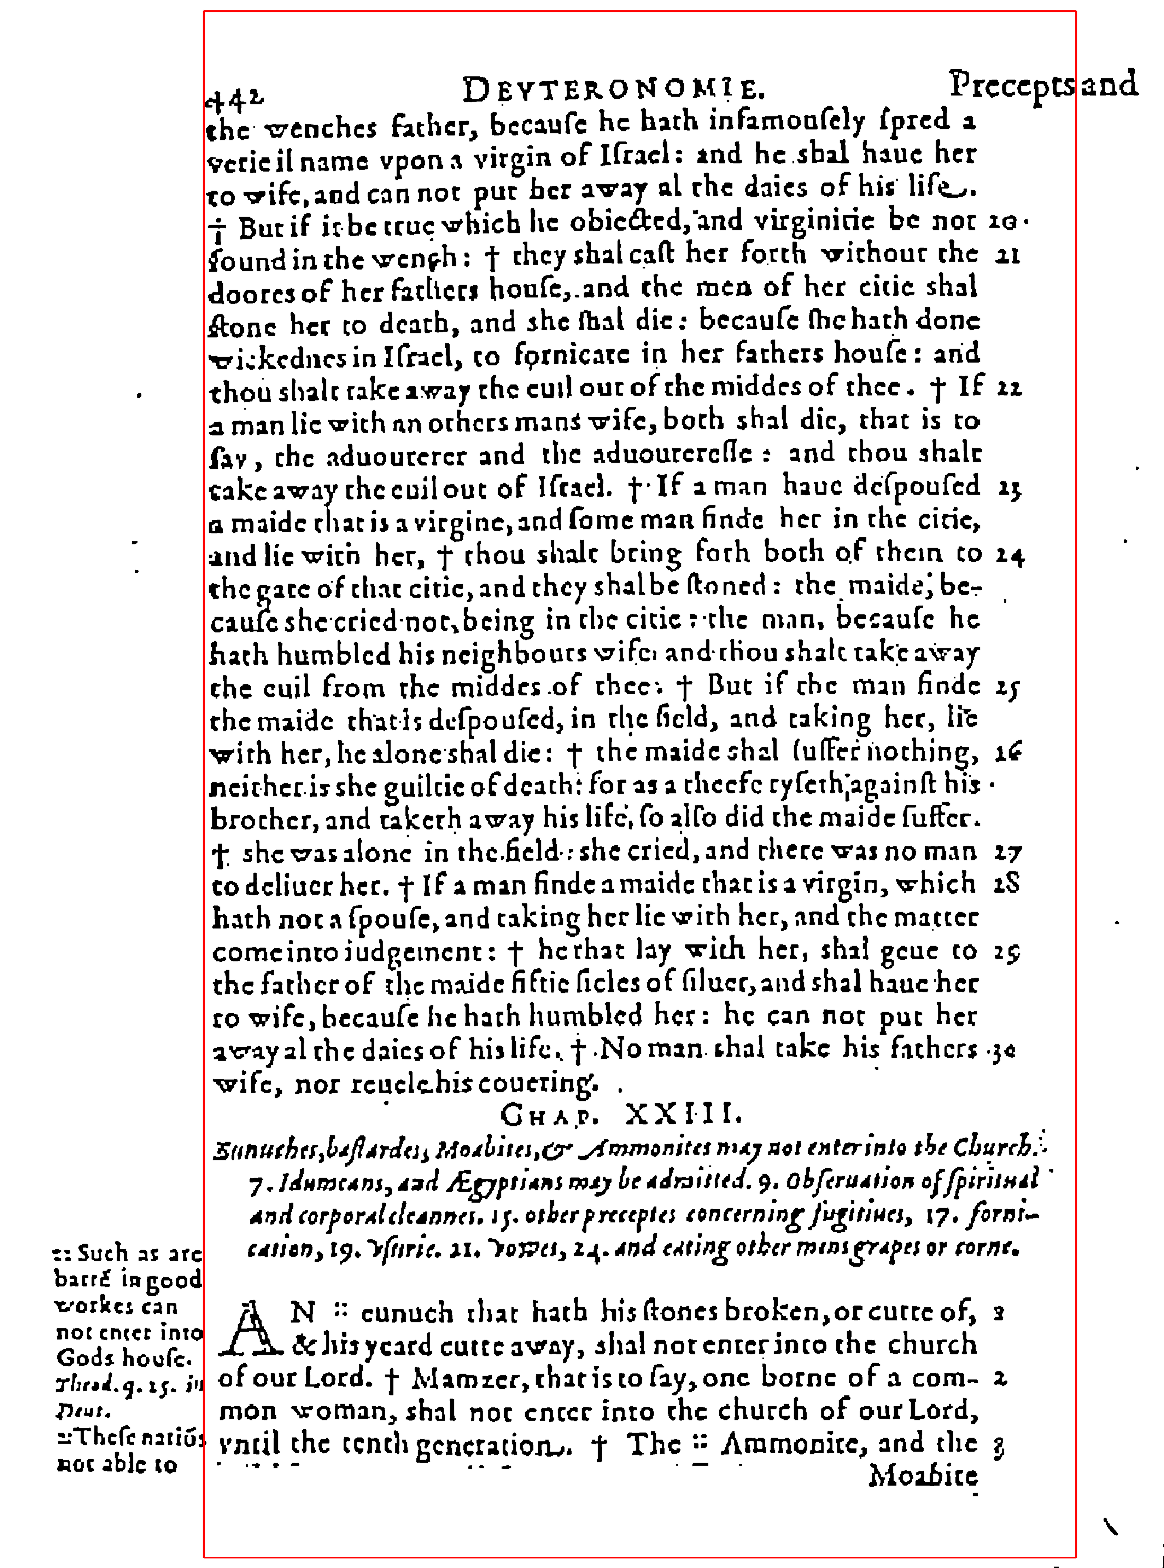 442 DEVTERONOMIE. Precepts and
the wenches father, becauſe he hath infamouſely ſpred a
verie il name vpon a virgin of Iſrael: and he shal haue her
to wife, and can not put her away al the daies of his life.
† But if it be true which he obiected, and virginitie be not 20
found in the wench: † they shal caſt her forth without the 21
doores of her fathers houſe, and the men of her citie shal
ſtone her to death, and she ſhal die: becauſe ſhe hath done
wickednes in Iſrael, to fornicate in her fathers houſe: and
thou shalt take away the euil out of the middes of thee. † If 22
a man lie with an others mans wife, both shal die, that is to
ſay, the aduouterer and the aduoutereſſe: and thou shalt
take away the euil out of Iſrael. † If a man haue deſpouſed 23
a maide that is a virgine, and ſome man finde her in the citie,
and lie with her, † thou shalt bring forh both of them to 24
the gate of that citie, and they shal be ſtoned: the maide, be-
cauſe she cried not, being in the citie: the man, becauſe he
hath humbled his neighbours wife: and thou shalt take away
the euil from the middes of thee. † But if the man finde 25
the maide that is deſpouſed, in the field, and taking her, lie
with her, he alone shal die: † the maide shal ſuffer nothing, 26
neither is she guiltie of death: for as a theefe ryſeth againſt his
brother, and taketh away his life, ſo alſo did the maide ſuffer.
† she was alone in the field: she cried, and there was no man 27
to deliuer her. † If a man finde a maide that is a virgin, which 28
hath not a ſpouſe, and taking her lie with her, and the matter
come into iudgement: † he that lay with her, shal geue to 29
the father of the maide fiftie ſicles of ſiluer, and shal haue her
to wife, becauſe he hath humbled her: he can not put her
away al the daies of his life. † No man shal take his fathers 30
wife, nor reuele his couering.
CHAP. XXIII.
Eunuches, baſtardes, Moabites, & Ammonites may not enter into the Church.
7. Idumeans, and Ægyptians may be admitted. 9. Obſeruation of ſpiritual
and corporal cleannes. 15. other preceptes concerning fugitiues, 17. forni-
cation, 19. Vſurie. 21. Vowes, 24. and eating other mens grapes or corne.
AN :: eunuch that hath his ſtones broken, or cutte of, 1
& his yeard cutte away, shal not enter into the church
of our Lord. † Mamzer, that is to ſay, one borne of a com- 2
mon woman, shal not enter into the church of our Lord,
vntil the tenth generation. † The :: Ammonite, and the 3
Moabite
:: Such as are
barrē in good
workes can
not enter into
Gods houſe.
Theod. q. 25. in
Deut.
:: Theſe natiōs
not able to